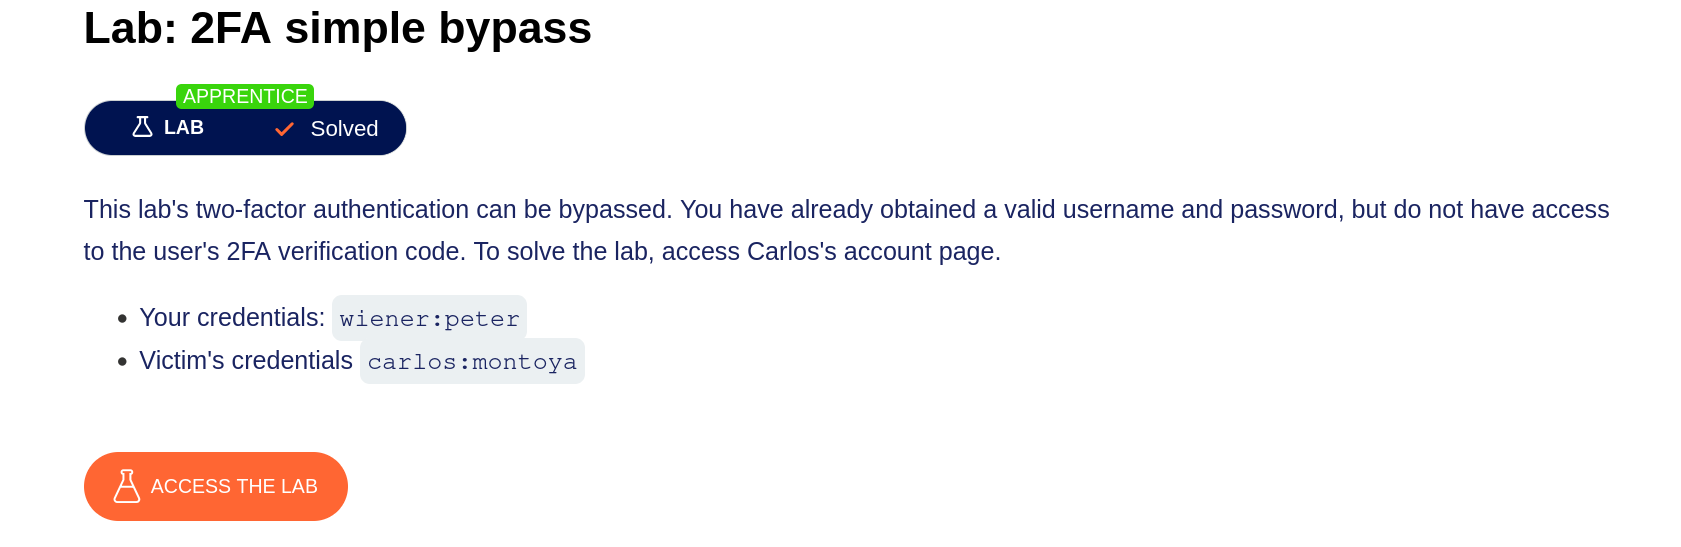 Lab: 2FA simple bypass
APPRENTICE
LAB
Solved
This lab's two-factor authentication can be bypassed. You have already obtained a valid username and password, but do not have access
to the user's 2FA verification code. To solve the lab, access Carlos's account page.
Your credentials: wiener:peter
Victim's credentials carlos:montoya
ACCESS THE LAB